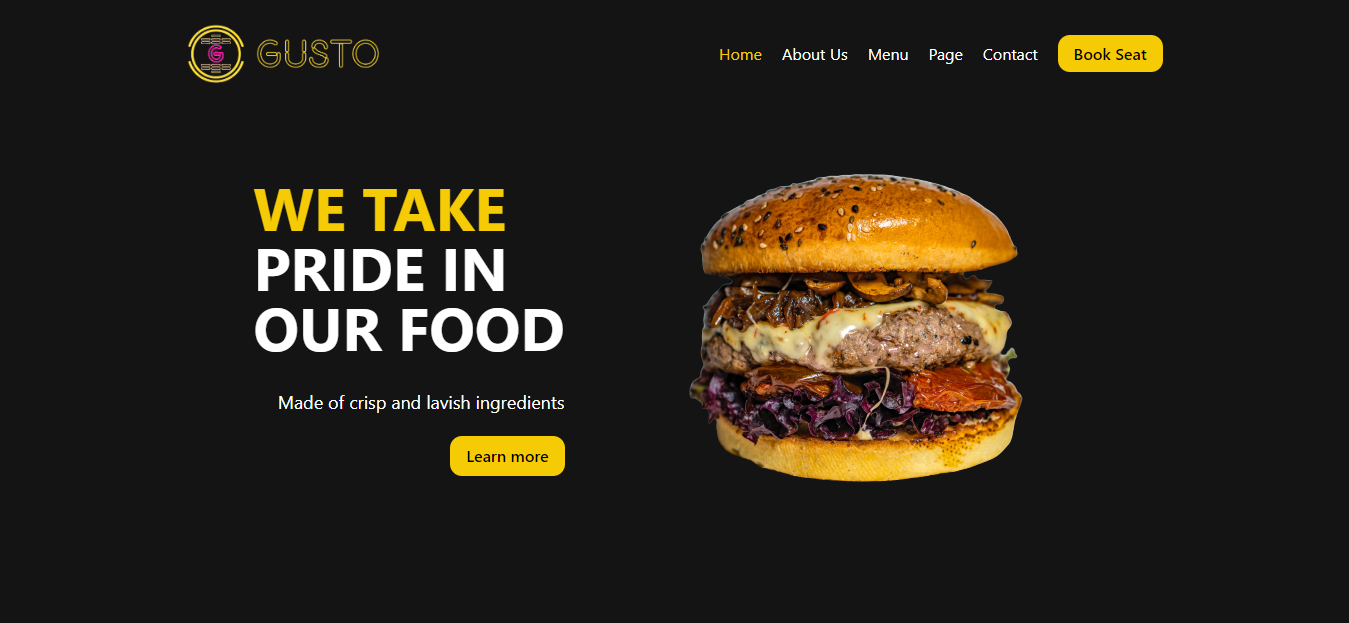 G GUSTO
Home About Us Menu Page Contact Book Seat
WE TAKE
PRIDE IN
OUR FOOD
Made of crisp and lavish ingredients
Learn more